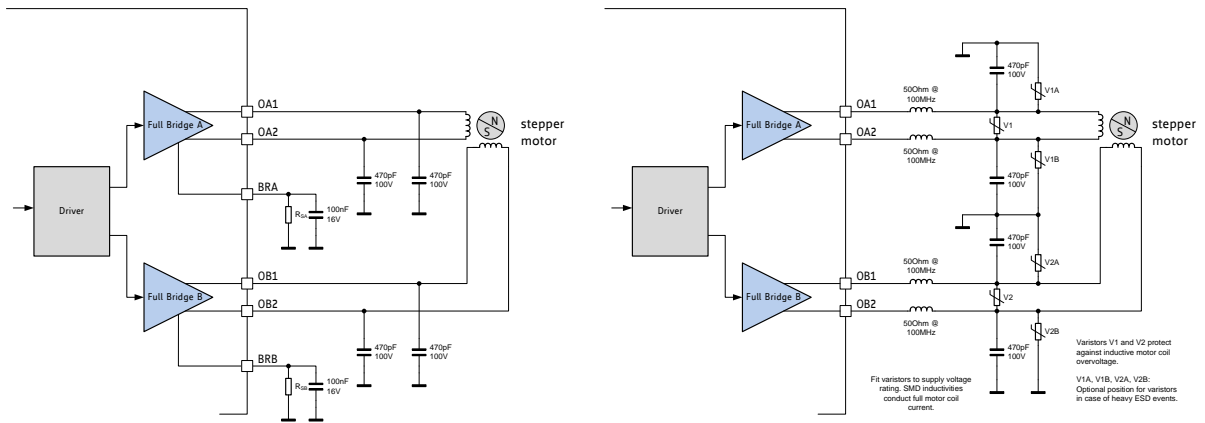 OA1
Full Bridge A
OA2
N
S
stepper
motor
BRA
470pF
100V
470pF
100V
Driver
RSA
100nF
16V
OB1
Full Bridge B
OB2
470pF
100V
470pF
100V
BRB
RSB
100nF
16V
470pF
100V
V1A
50Ohm @
100MHz
OA1
V1
N
S
stepper
motor
Full Bridge A
OA2
50Ohm @
100MHz
V1B
470pF
100V
Driver
470pF
100V
V2A
50Ohm @
100MHz
OB1
Full Bridge B
V2
OB2
50Ohm @
100MHz
V2B
470pF
100V
Varistors V1 and V2 protect
against inductive motor coil
overvoltage.
V1A, V1B, V2A, V2B:
Optional position for varistors
in case of heavy ESD events.
Fit varistors to supply voltage
rating. SMD inductivities
conduct full motor coil
current.